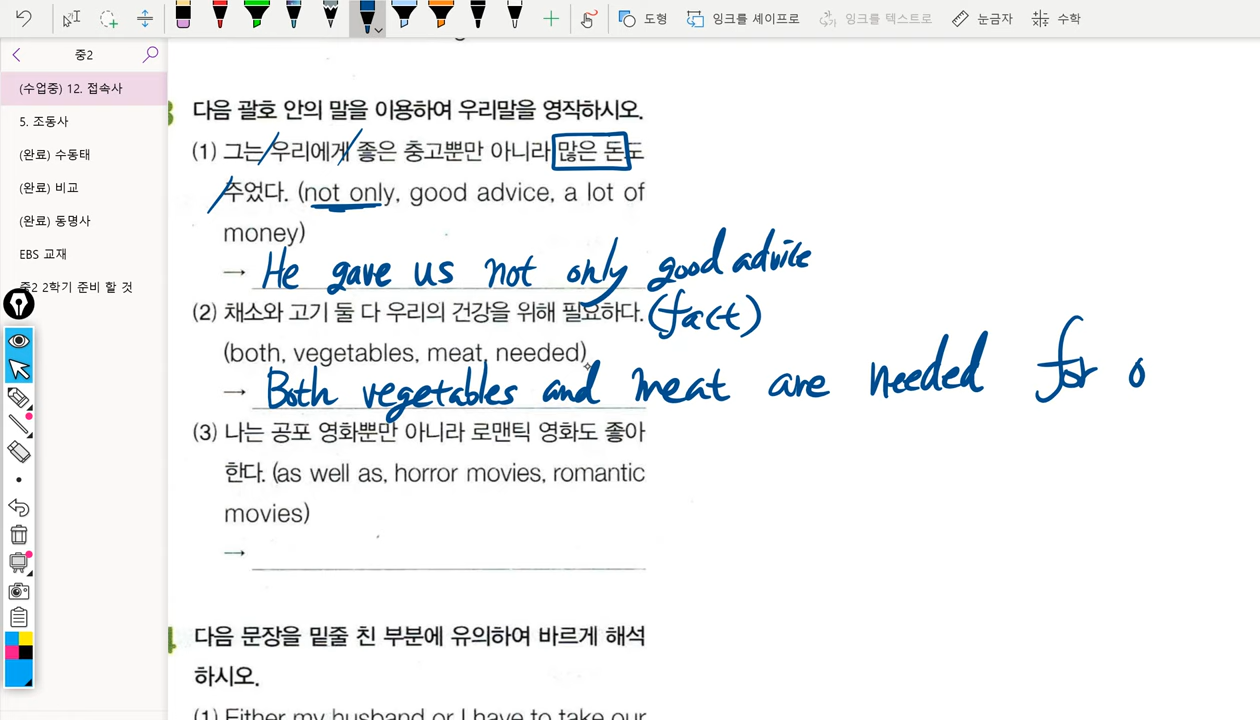 도형
잉크를 셰이프로
잉크를 텍스트로
눈금자
수학
중2
(수업중) 12. 접속사
5. 조동사
(완료) 수동태
(완료) 비교
(완료) 동명사
EBS 교재
중2 2학기 준비 할 것
다음 괄호 안의 말을 이용하여 우리말을 영작하시오.
(1) 그는 우리에게 좋은 충고뿐만 아니라 많은 돈도
주었다. (not only, good advice, a lot of
money)
→ He gave us not only good advice
(2) 채소와 고기 둘 다 우리의 건강을 위해 필요하다. (fact)
(both, vegetables, meat, needed)
→ Both vegetables and meat are needed for o
(3) 나는 공포 영화뿐만 아니라 로맨틱 영화도 좋아
한다. (as well as, horror movies, romantic
movies)
→
4 다음 문장을 밑줄 친 부분에 유의하여 바르게 해석
하시오.
(1) Either my husband or I have to take our